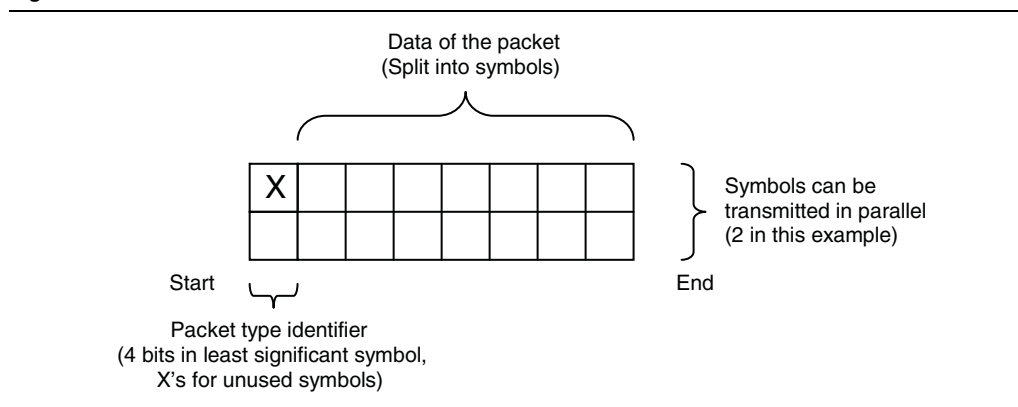 Data of the packet
(Split into symbols)
X
Symbols can be
transmitted in parallel
(2 in this example)
Start
End
Packet type identifier
(4 bits in least significant symbol,
X's for unused symbols)